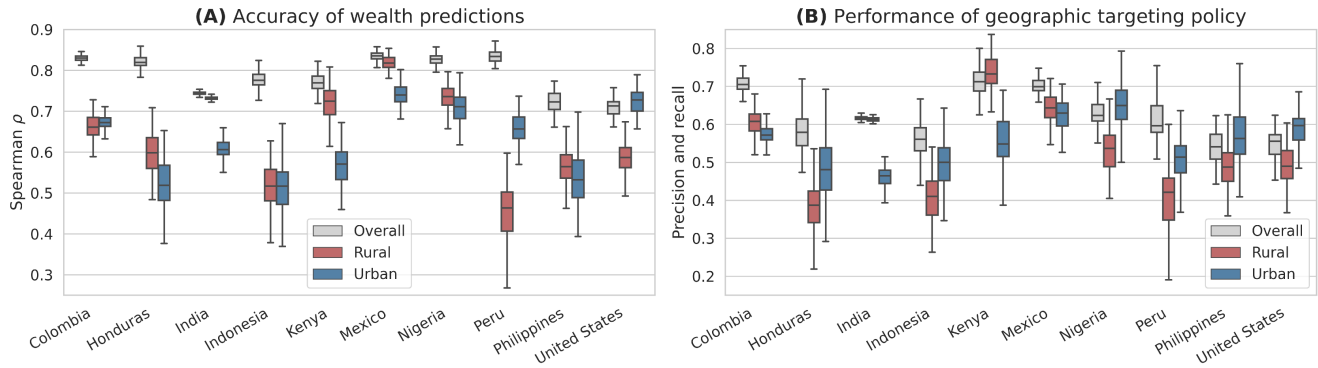 (A) Accuracy of wealth predictions
Spearman ρ
0.9
0.8
0.7
0.6
0.5
0.4
0.3
Overall
Rural
Urban
Colombia
Honduras
India
Indonesia
Kenya
Mexico
Nigeria
Peru
Philippines
United States
(B) Performance of geographic targeting policy
Precision and recall
0.8
0.7
0.6
0.5
0.4
0.3
0.2
Overall
Rural
Urban
Colombia
Honduras
India
Indonesia
Kenya
Mexico
Nigeria
Peru
Philippines
United States